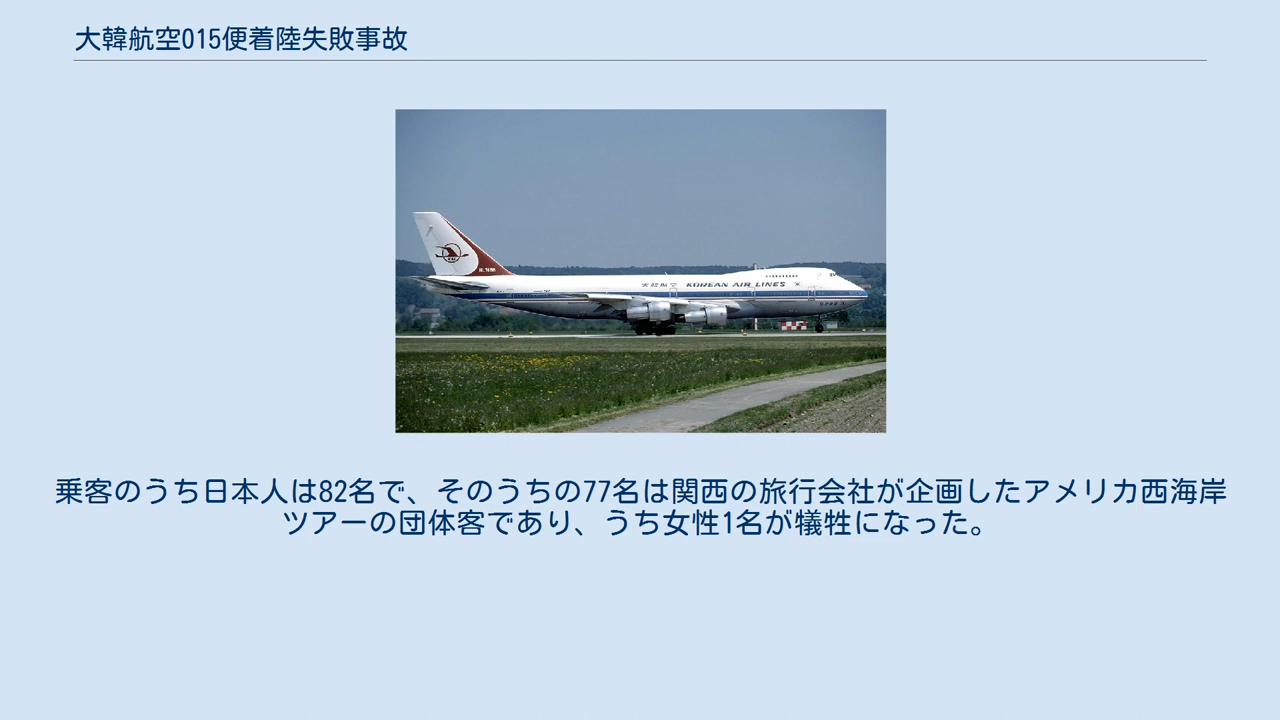 大韓航空015便着陸失敗事故
大韓航空 KOREAN AIR LINES
乗客のうち日本人は82名で、そのうちの77名は関西の旅行会社が企画したアメリカ西海岸
ツアーの団体客であり、うち女性1名が犠牲になった。